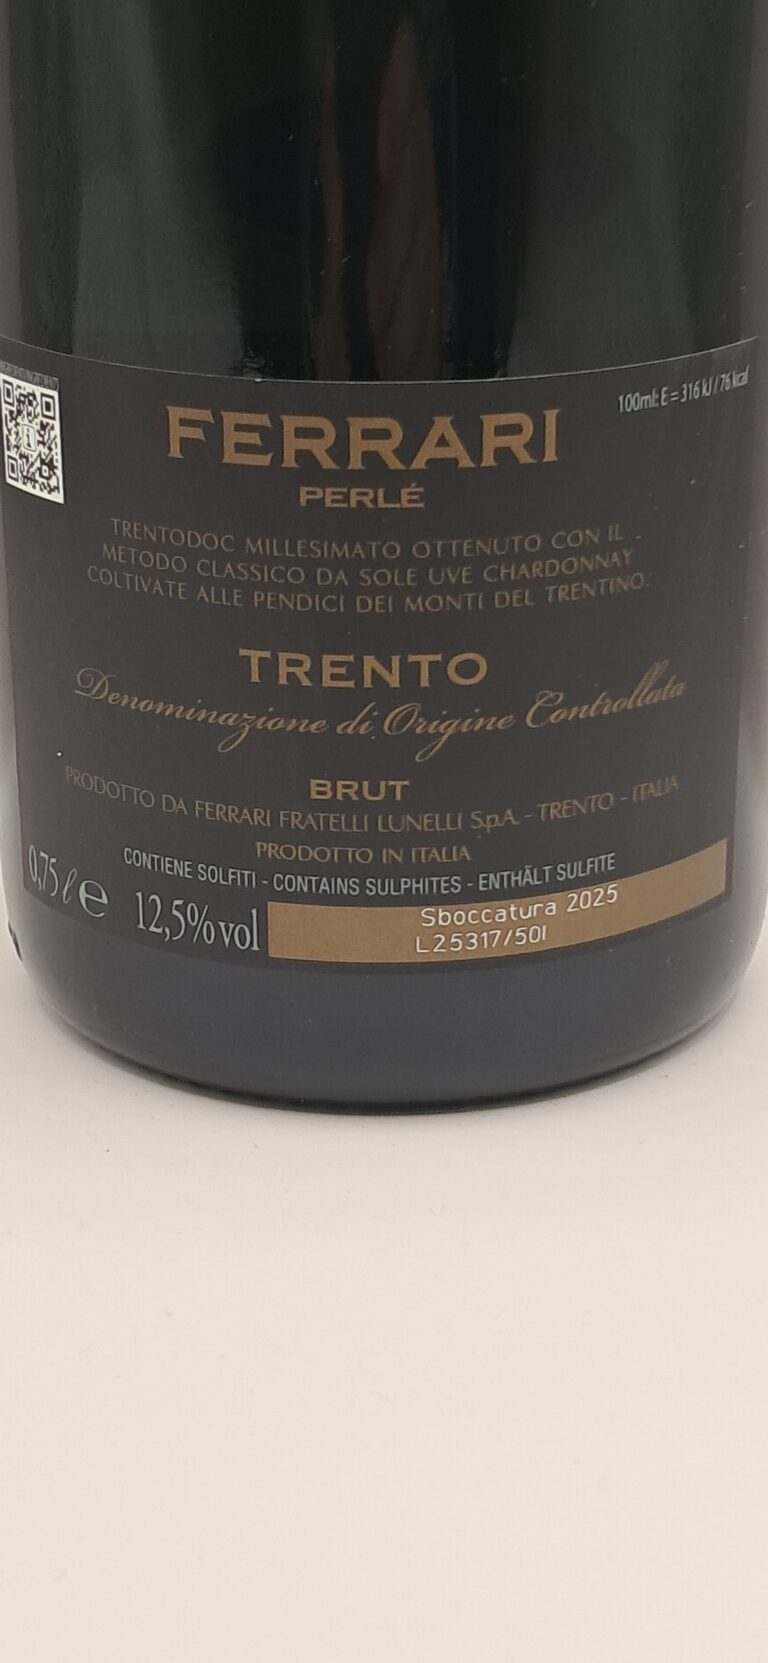 FERRARI
PERLÉ
100ml: E = 316 kJ / 76 kcal
TRENTODOC MILLESIMATO OTTENUTO CON IL
METODO CLASSICO DA SOLE UVE CHARDONNAY
COLTIVATE ALLE PENDICI DEI MONTI DEL TRENTINO.
TRENTO
Denominazione di Origine Controllata
BRUT
PRODOTTO DA FERRARI FRATELLI LUNELLI S.p.A. - TRENTO - ITALIA
PRODOTTO IN ITALIA
CONTIENE SOLFITI - CONTAINS SULPHITES - ENTHÄLT SULFITE
0,75 ℓ e 12,5% vol
Sboccatura 2025
L25317/50I